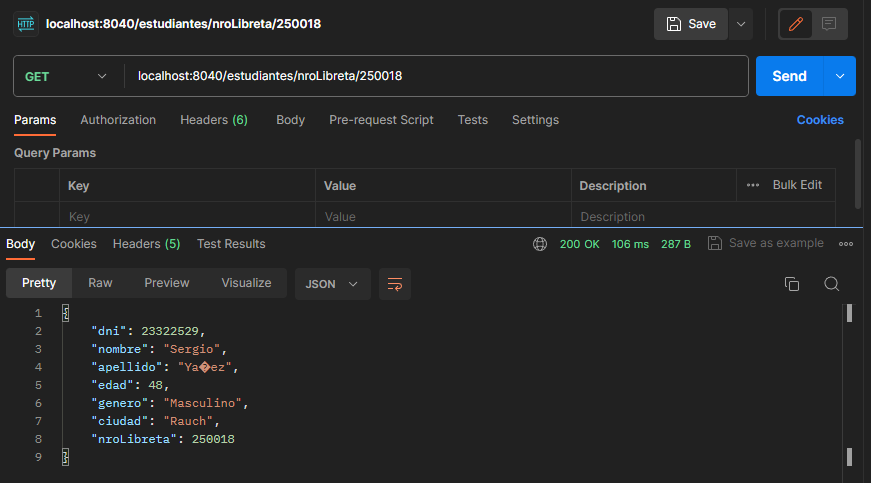 HTTP localhost:8040/estudiantes/nroLibreta/250018 Save
GET localhost:8040/estudiantes/nroLibreta/250018 Send
Params Authorization Headers (6) Body Pre-request Script Tests Settings Cookies
Query Params
Key Value Description ••• Bulk Edit
Key Value Description
Body Cookies Headers (5) Test Results 200 OK 106 ms 287 B Save as example
Pretty Raw Preview Visualize JSON
1 {
2 "dni": 23322529,
3 "nombre": "Sergio",
4 "apellido": "Ya�ez",
5 "edad": 48,
6 "genero": "Masculino",
7 "ciudad": "Rauch",
8 "nroLibreta": 250018
9 }